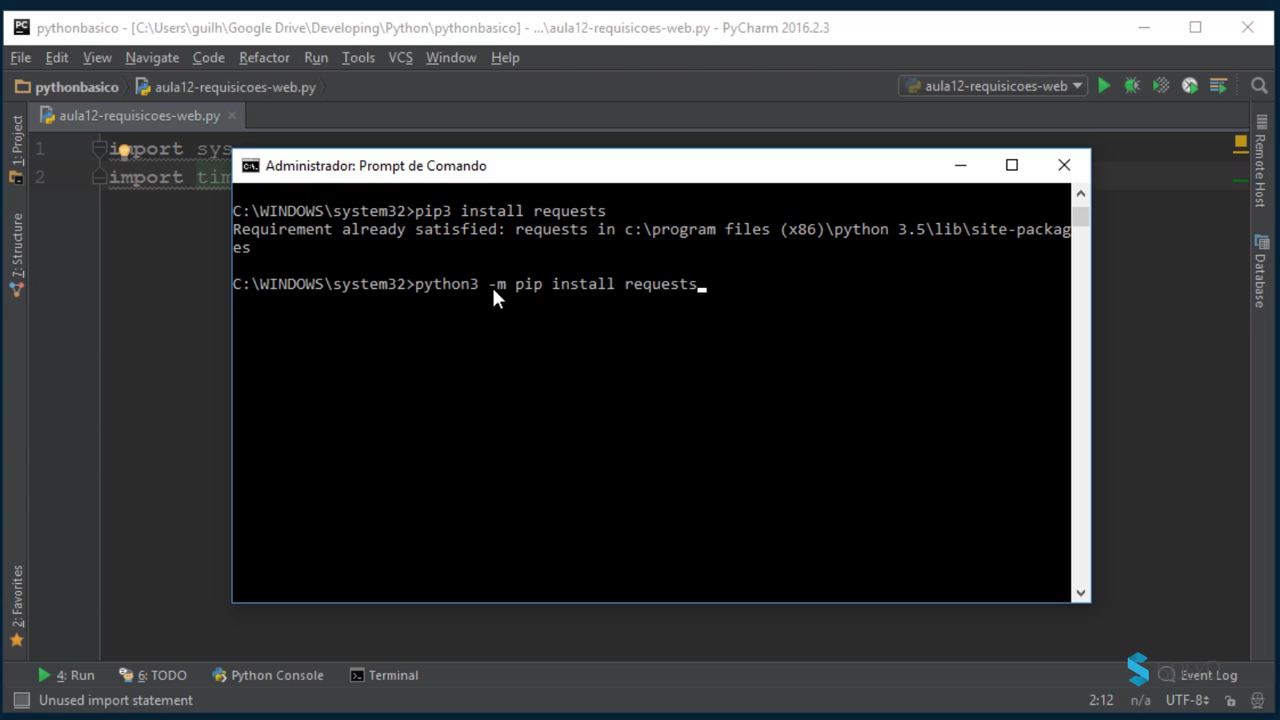 pythonbasico - [C:\Users\guilh\Google Drive\Developing\Python\pythonbasico] - ...\aula12-requisicoes-web.py - PyCharm 2016.2.3
File Edit View Navigate Code Refactor Run Tools VCS Window Help
pythonbasico aula12-requisicoes-web.py aula12-requisicoes-web
aula12-requisicoes-web.py
1 import sys
2 import tim
Administrador: Prompt de Comando
C:\WINDOWS\system32>pip3 install requests
Requirement already satisfied: requests in c:\program files (x86)\python 3.5\lib\site-packag
es
C:\WINDOWS\system32>python3 -m pip install requests
1: Project
7: Structure
2: Favorites
Remote Host
Database
4: Run 6: TODO Python Console Terminal Event Log
Unused import statement 2:12 n/a UTF-8